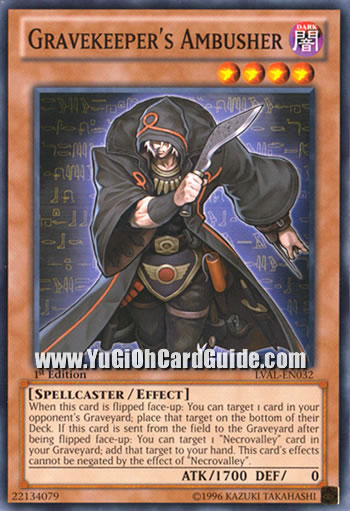 GRAVEKEEPER'S AMBUSHER
DARK
闇
www.YuGiOhCardGuide.com
1st Edition
LVAL-EN032
[SPELLCASTER / EFFECT]
When this card is flipped face-up: You can target 1 card in your
opponent's Graveyard; place that target on the bottom of their
Deck. If this card is sent from the field to the Graveyard after
being flipped face-up: You can target 1 "Necrovalley" card in
your Graveyard; add that target to your hand. This card's effects
cannot be negated by the effect of "Necrovalley".
ATK/1700 DEF/ 0
22134079
©1996 KAZUKI TAKAHASHI